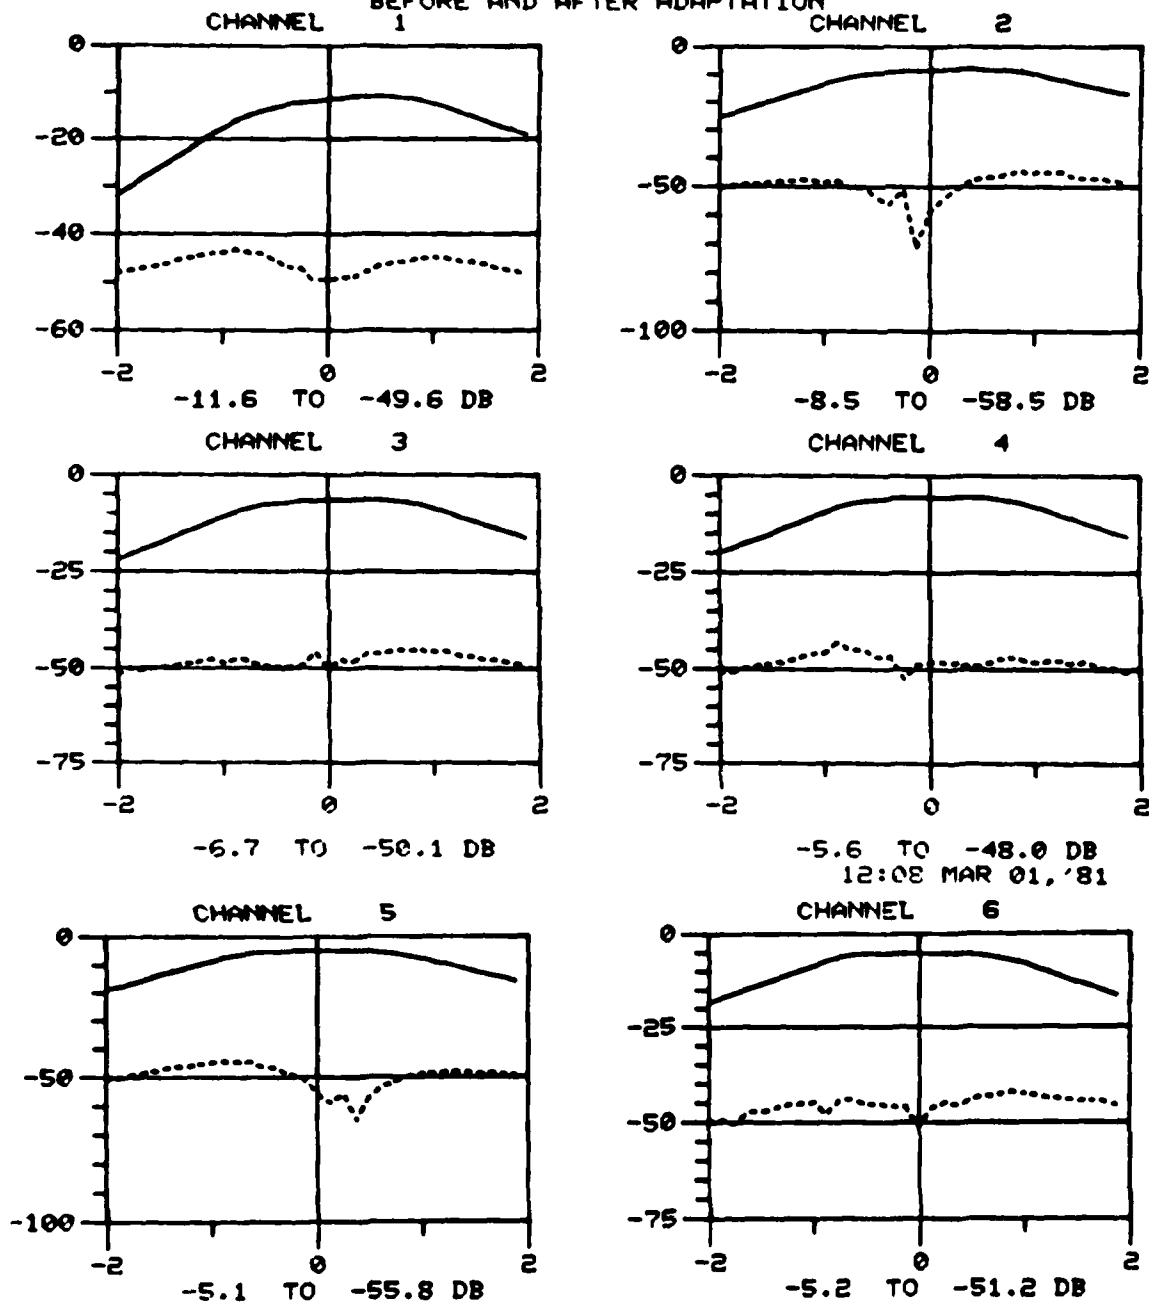 BEFORE AND AFTER ADAPTATION
CHANNEL 1
0
-20
-40
-60
-2 0 2
-11.6 TO -49.6 DB
CHANNEL 2
0
-50
-100
-2 0 2
-8.5 TO -58.5 DB
CHANNEL 3
0
-25
-50
-75
-2 0 2
-6.7 TO -50.1 DB
CHANNEL 4
0
-25
-50
-75
-2 0 2
-5.6 TO -48.0 DB
12:08 MAR 01,'81
CHANNEL 5
0
-50
-100
-2 0 2
-5.1 TO -55.8 DB
CHANNEL 6
0
-25
-50
-75
-2 0 2
-5.2 TO -51.2 DB